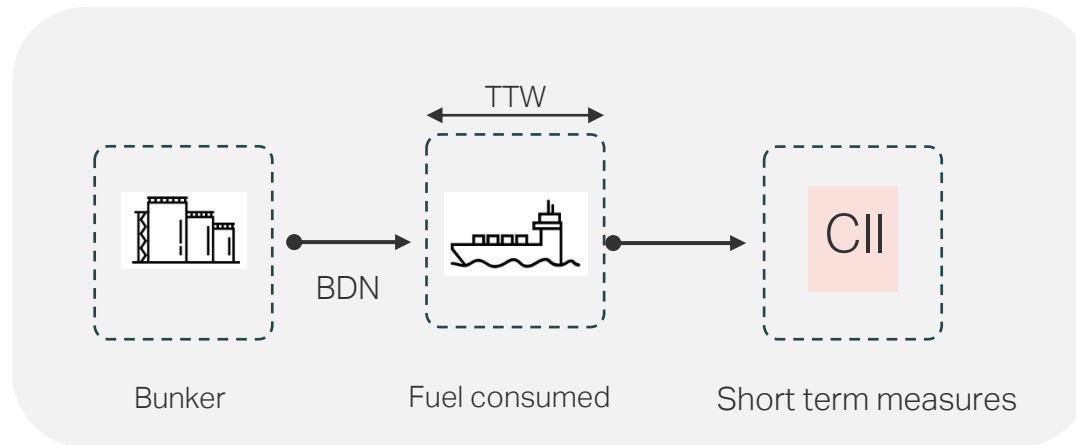 TTW
CII
BDN
Bunker
Fuel consumed
Short term measures